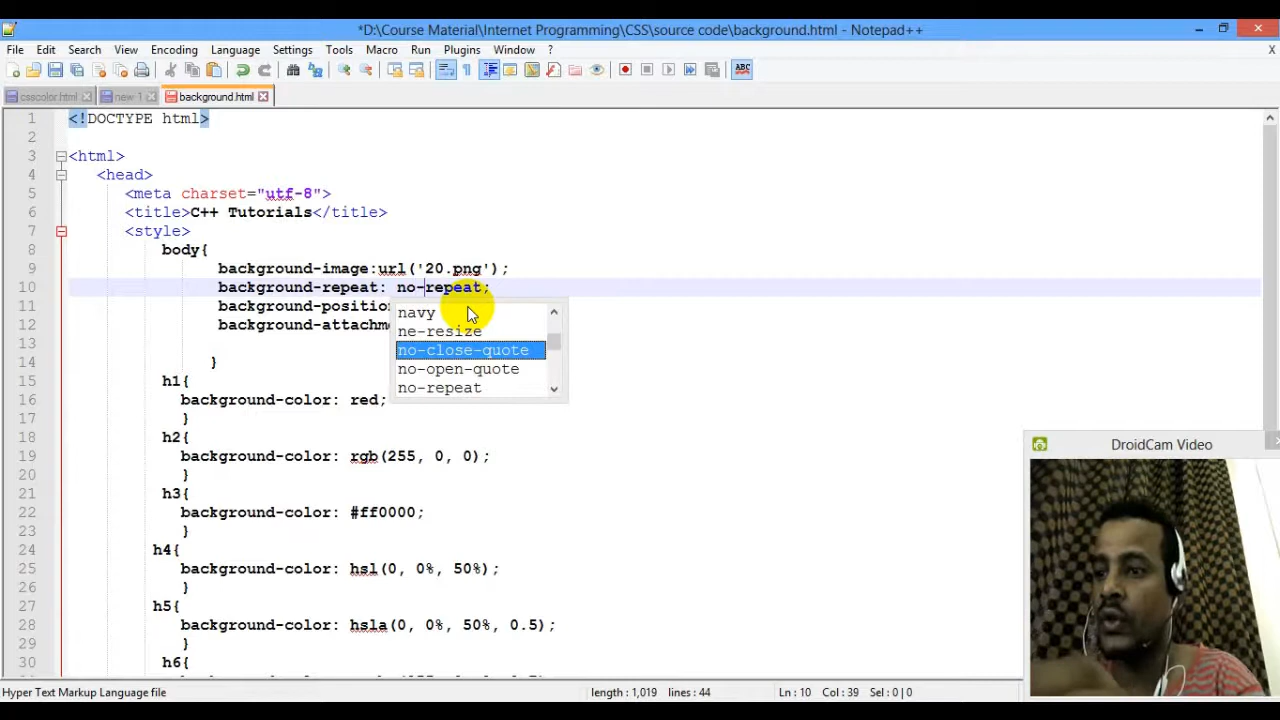 *D:\Course Material\Internet Programming\CSS\source code\background.html - Notepad++
File Edit Search View Encoding Language Settings Tools Macro Run Plugins Window ? X
ABC
csscolor.html new 1 background.html
1 <!DOCTYPE html>
2
3 <html>
4 <head>
5 <meta charset="utf-8">
6 <title>C++ Tutorials</title>
7 <style>
8 body{
9 background-image:url('20.png');
10 background-repeat: no-repeat;
11 background-position
12 background-attachme
navy
ne-resize
no-close-quote
no-open-quote
no-repeat
13
14 }
15 h1{
16 background-color: red;
17 }
18 h2{
19 background-color: rgb(255, 0, 0);
20 }
21 h3{
22 background-color: #ff0000;
23 }
24 h4{
25 background-color: hsl(0, 0%, 50%);
26 }
27 h5{
28 background-color: hsla(0, 0%, 50%, 0.5);
29 }
30 h6{
DroidCam Video
Hyper Text Markup Language file length : 1,019 lines : 44 Ln : 10 Col : 39 Sel : 0 | 0